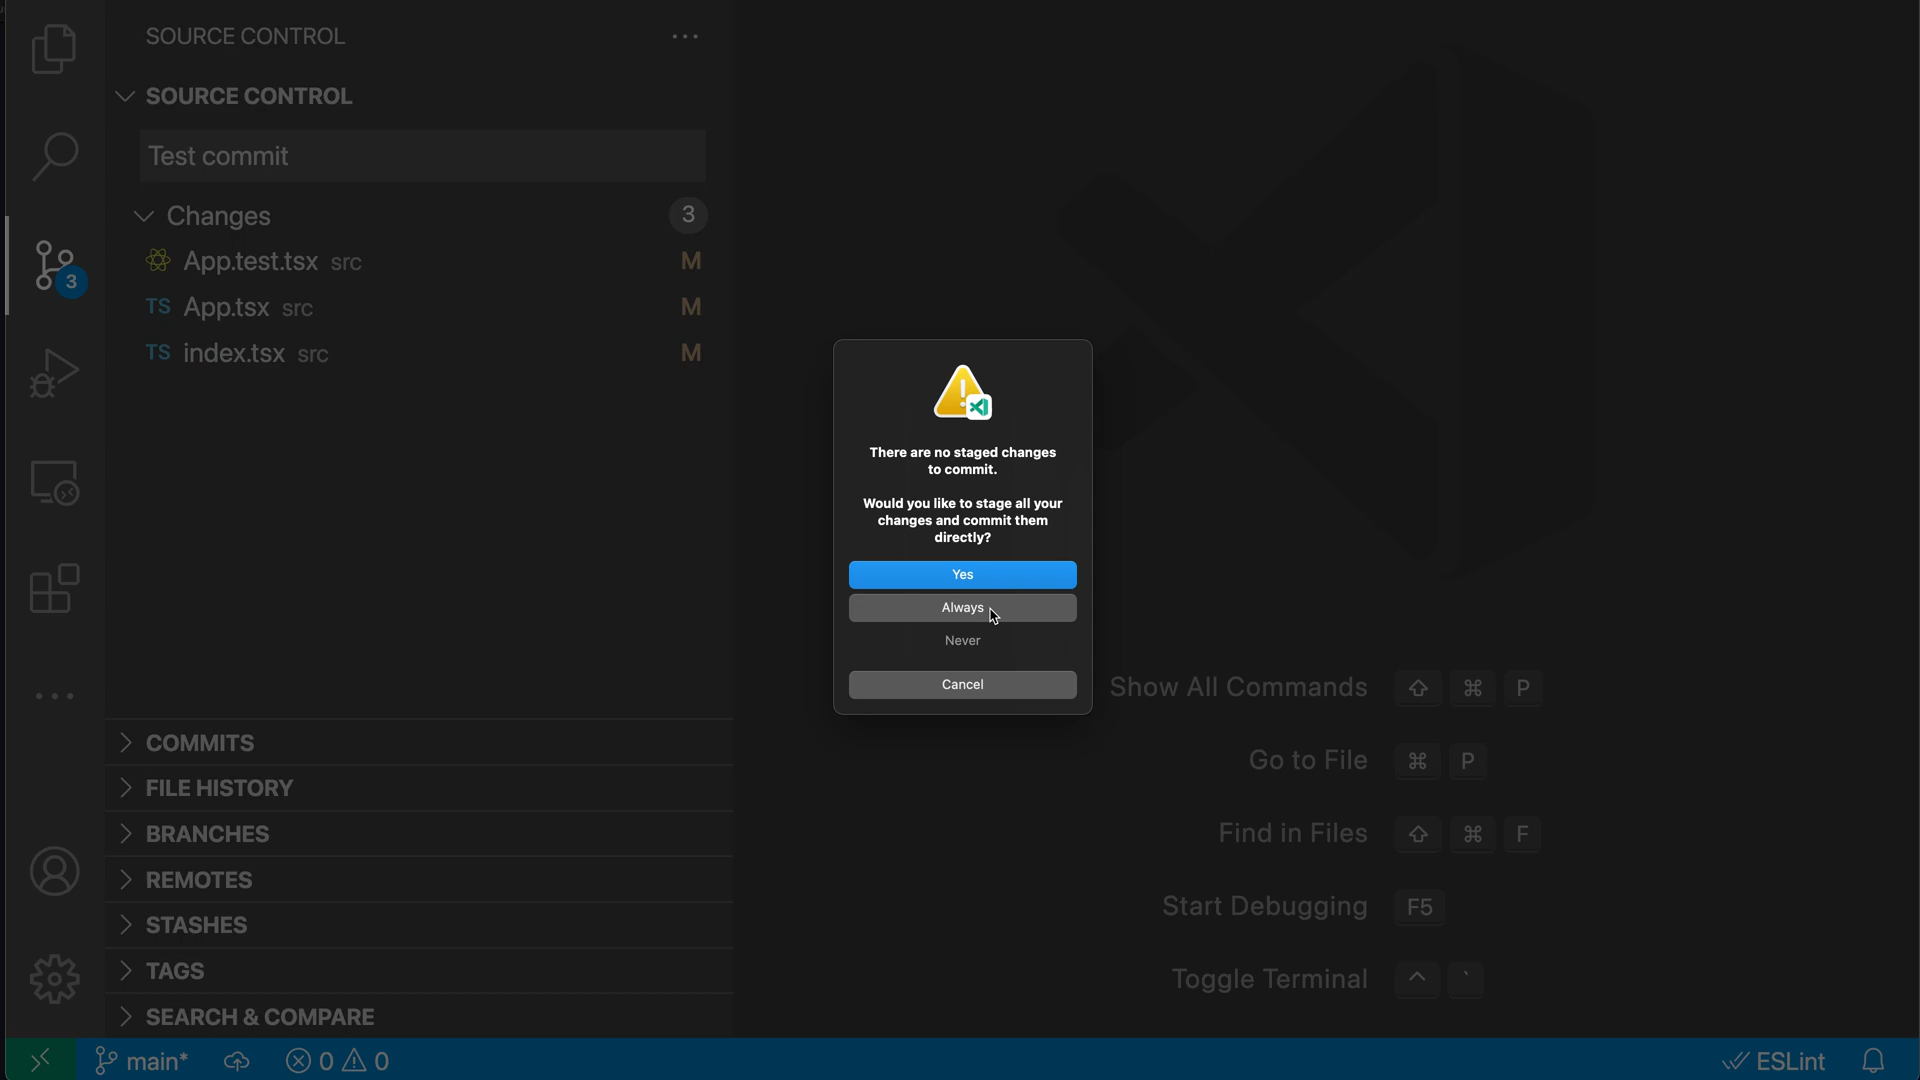 SOURCE CONTROL
SOURCE CONTROL
Test commit
Changes 3
App.test.tsx src M
TS App.tsx src M
TS index.tsx src M
3
There are no staged changes
to commit.
Would you like to stage all your
changes and commit them
directly?
Yes
Always
Never
Cancel
Show All Commands ⇧ ⌘ P
Go to File ⌘ P
Find in Files ⇧ ⌘ F
Start Debugging F5
Toggle Terminal ^ `
COMMITS
FILE HISTORY
BRANCHES
REMOTES
STASHES
TAGS
SEARCH & COMPARE
main* 0 0 ESLint